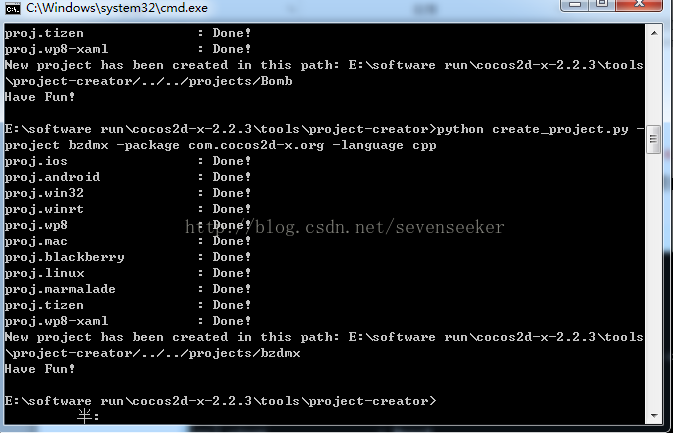 C:\Windows\system32\cmd.exe
proj.tizen : Done!
proj.wp8-xaml : Done!
New project has been created in this path: E:\software run\cocos2d-x-2.2.3\tools
\project-creator/../../projects/Bomb
Have Fun!
E:\software run\cocos2d-x-2.2.3\tools\project-creator>python create_project.py -
project bzdmx -package com.cocos2d-x.org -language cpp
proj.ios : Done!
proj.android : Done!
proj.win32 : Done!
proj.winrt : Done!
proj.wp8 : Done!
http://blog.csdn.net/sevenseeker
proj.mac : Done!
proj.blackberry : Done!
proj.linux : Done!
proj.marmalade : Done!
proj.tizen : Done!
proj.wp8-xaml : Done!
New project has been created in this path: E:\software run\cocos2d-x-2.2.3\tools
\project-creator/../../projects/bzdmx
Have Fun!
E:\software run\cocos2d-x-2.2.3\tools\project-creator>
半: